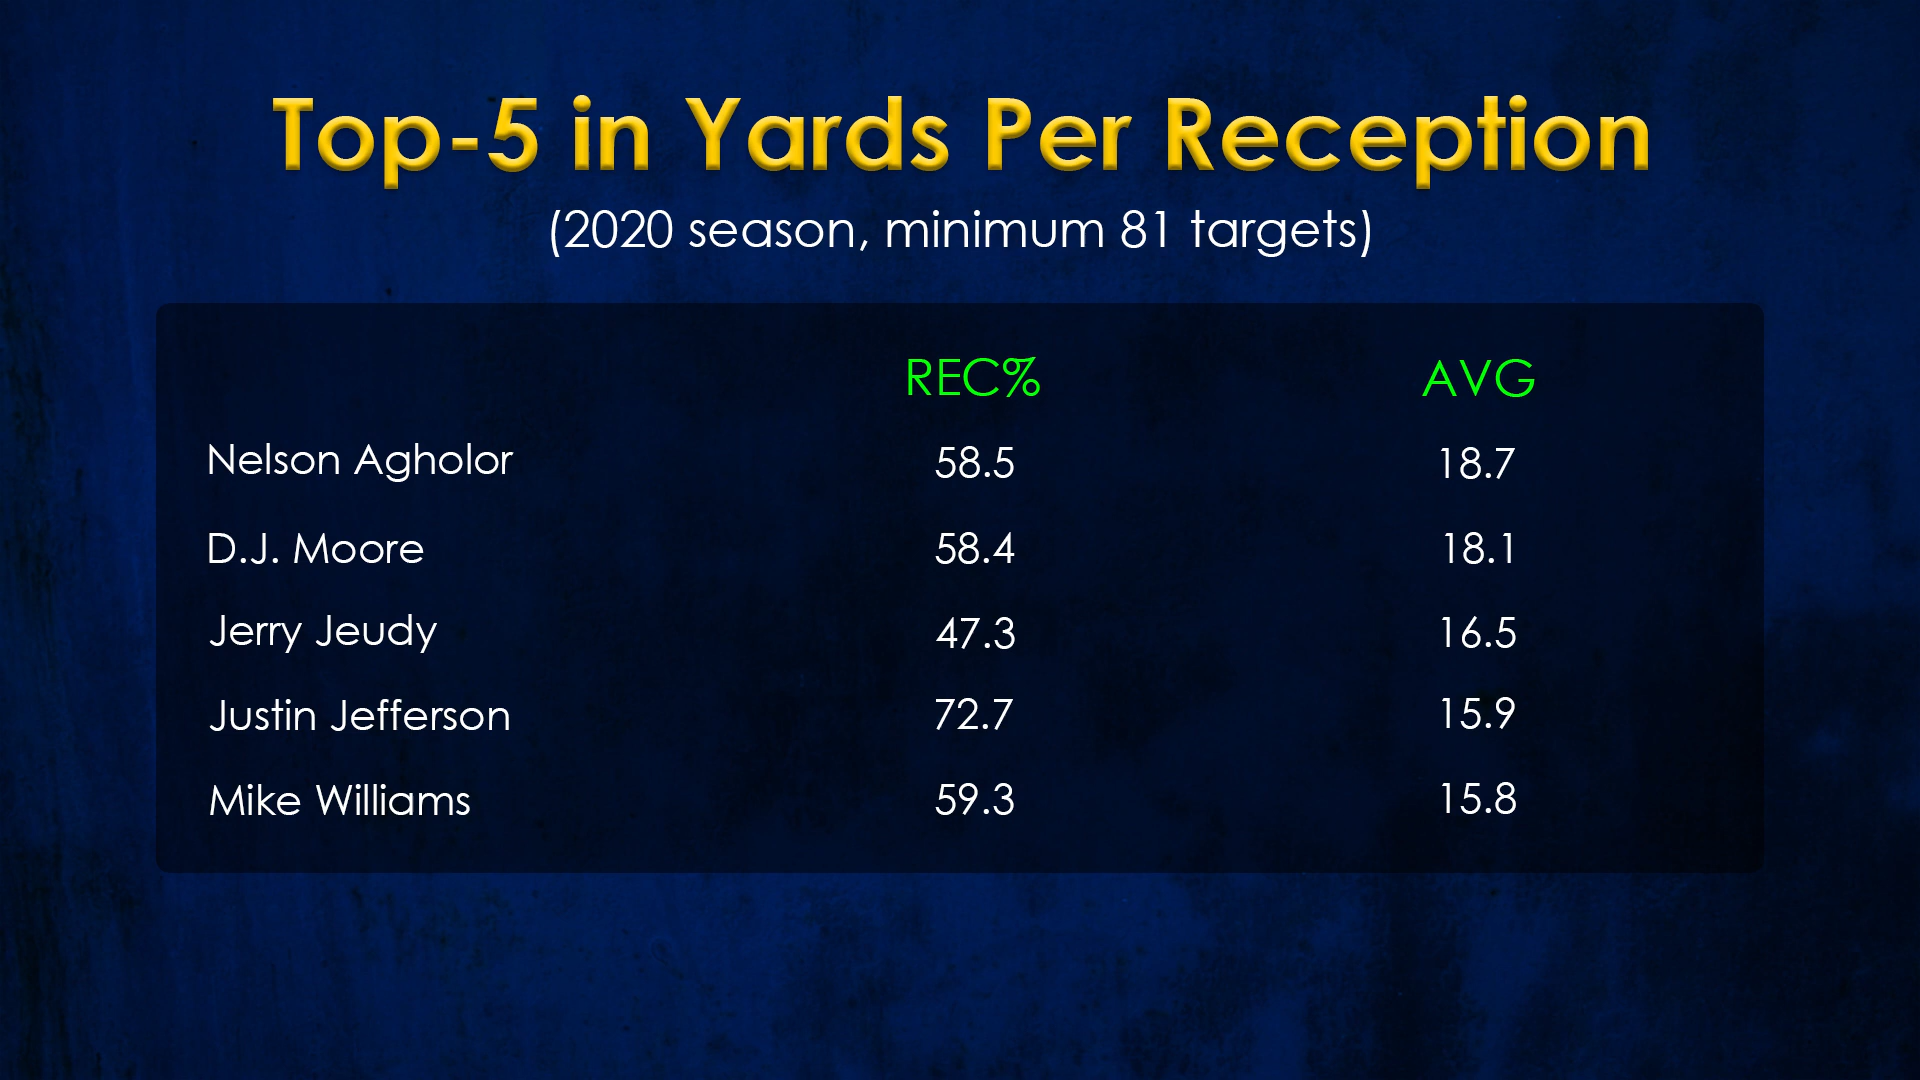 Top-5 in Yards Per Reception
(2020 season, minimum 81 targets)
REC% AVG
Nelson Agholor 58.5 18.7
D.J. Moore 58.4 18.1
Jerry Jeudy 47.3 16.5
Justin Jefferson 72.7 15.9
Mike Williams 59.3 15.8